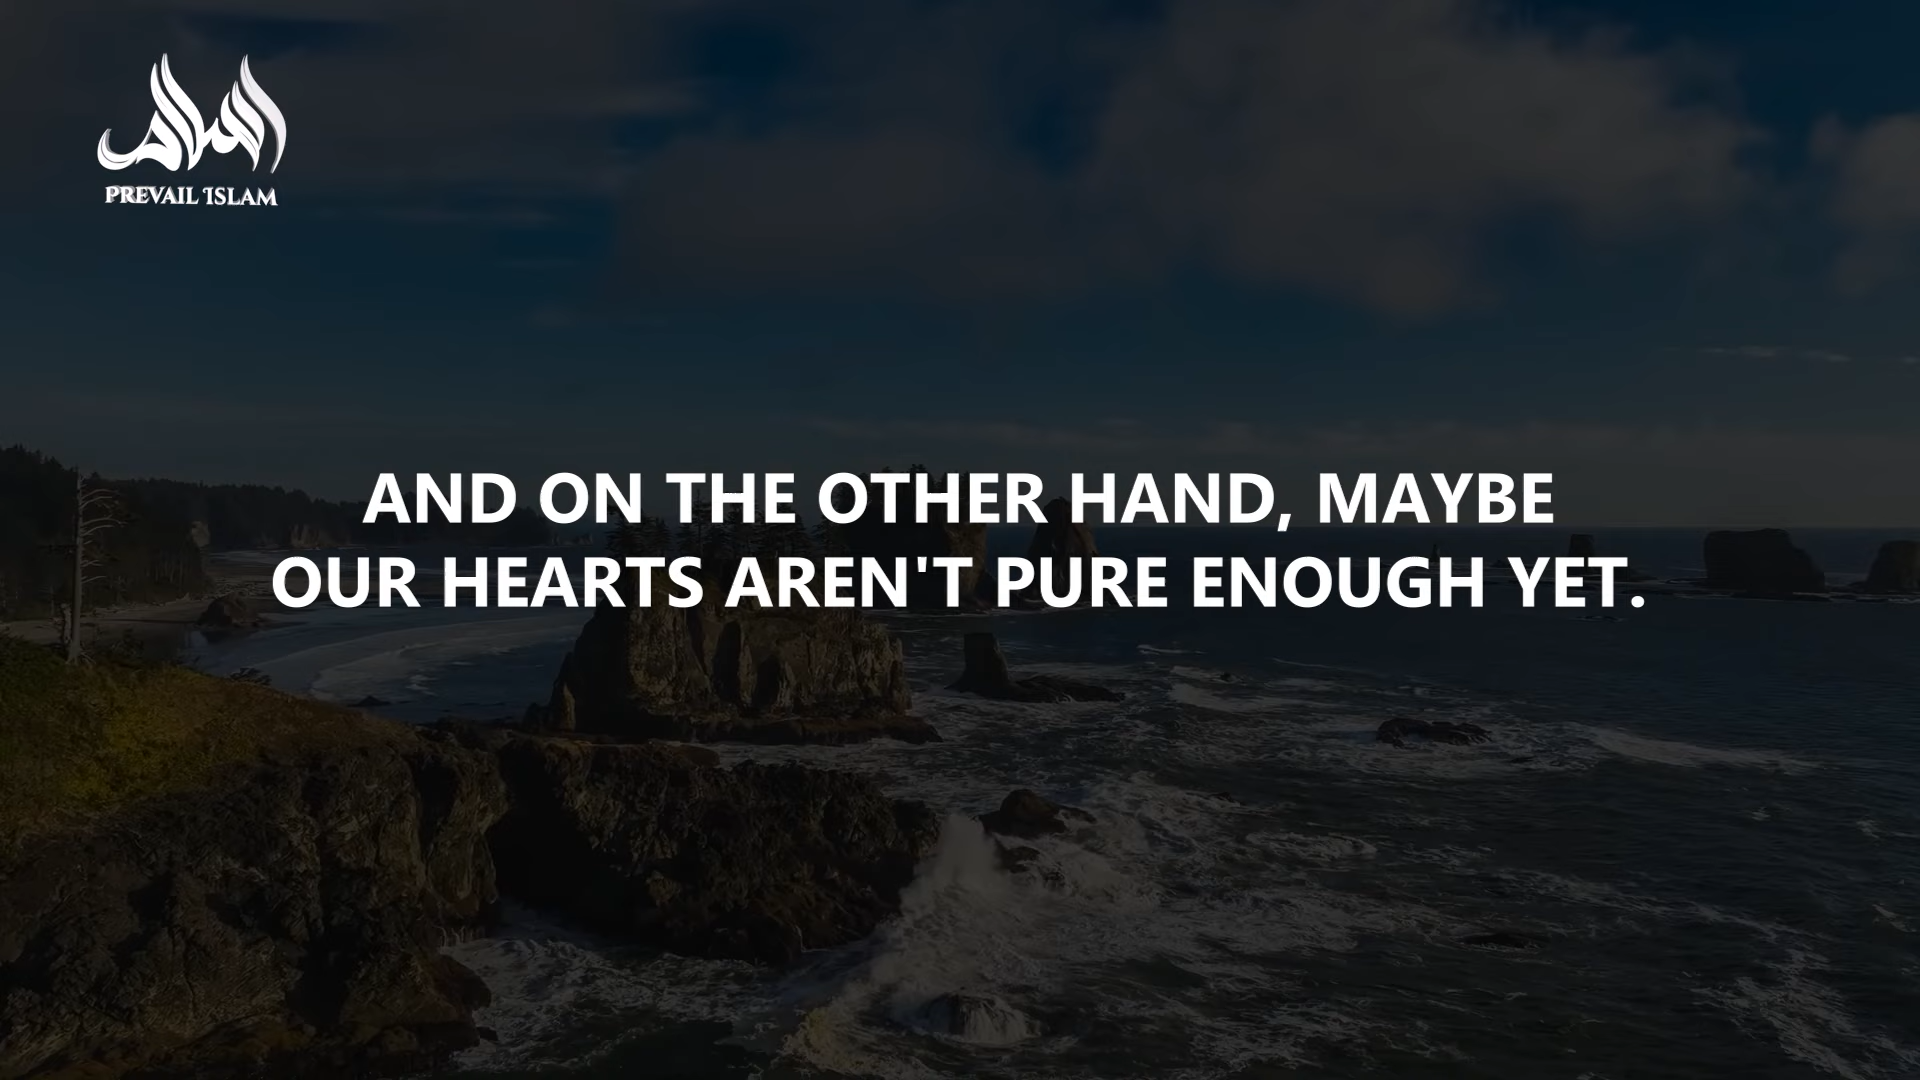 PREVAIL ISLAM
AND ON THE OTHER HAND, MAYBE
OUR HEARTS AREN'T PURE ENOUGH YET.